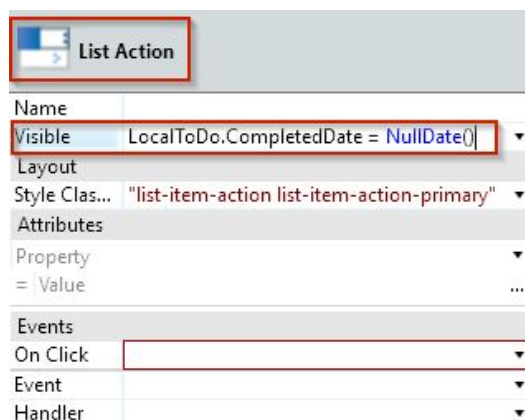 List Action
Name
Visible LocalToDo.CompletedDate = NullDate()
Layout
Style Clas... "list-item-action list-item-action-primary"
Attributes
Property
= Value ...
Events
On Click
Event
Handler